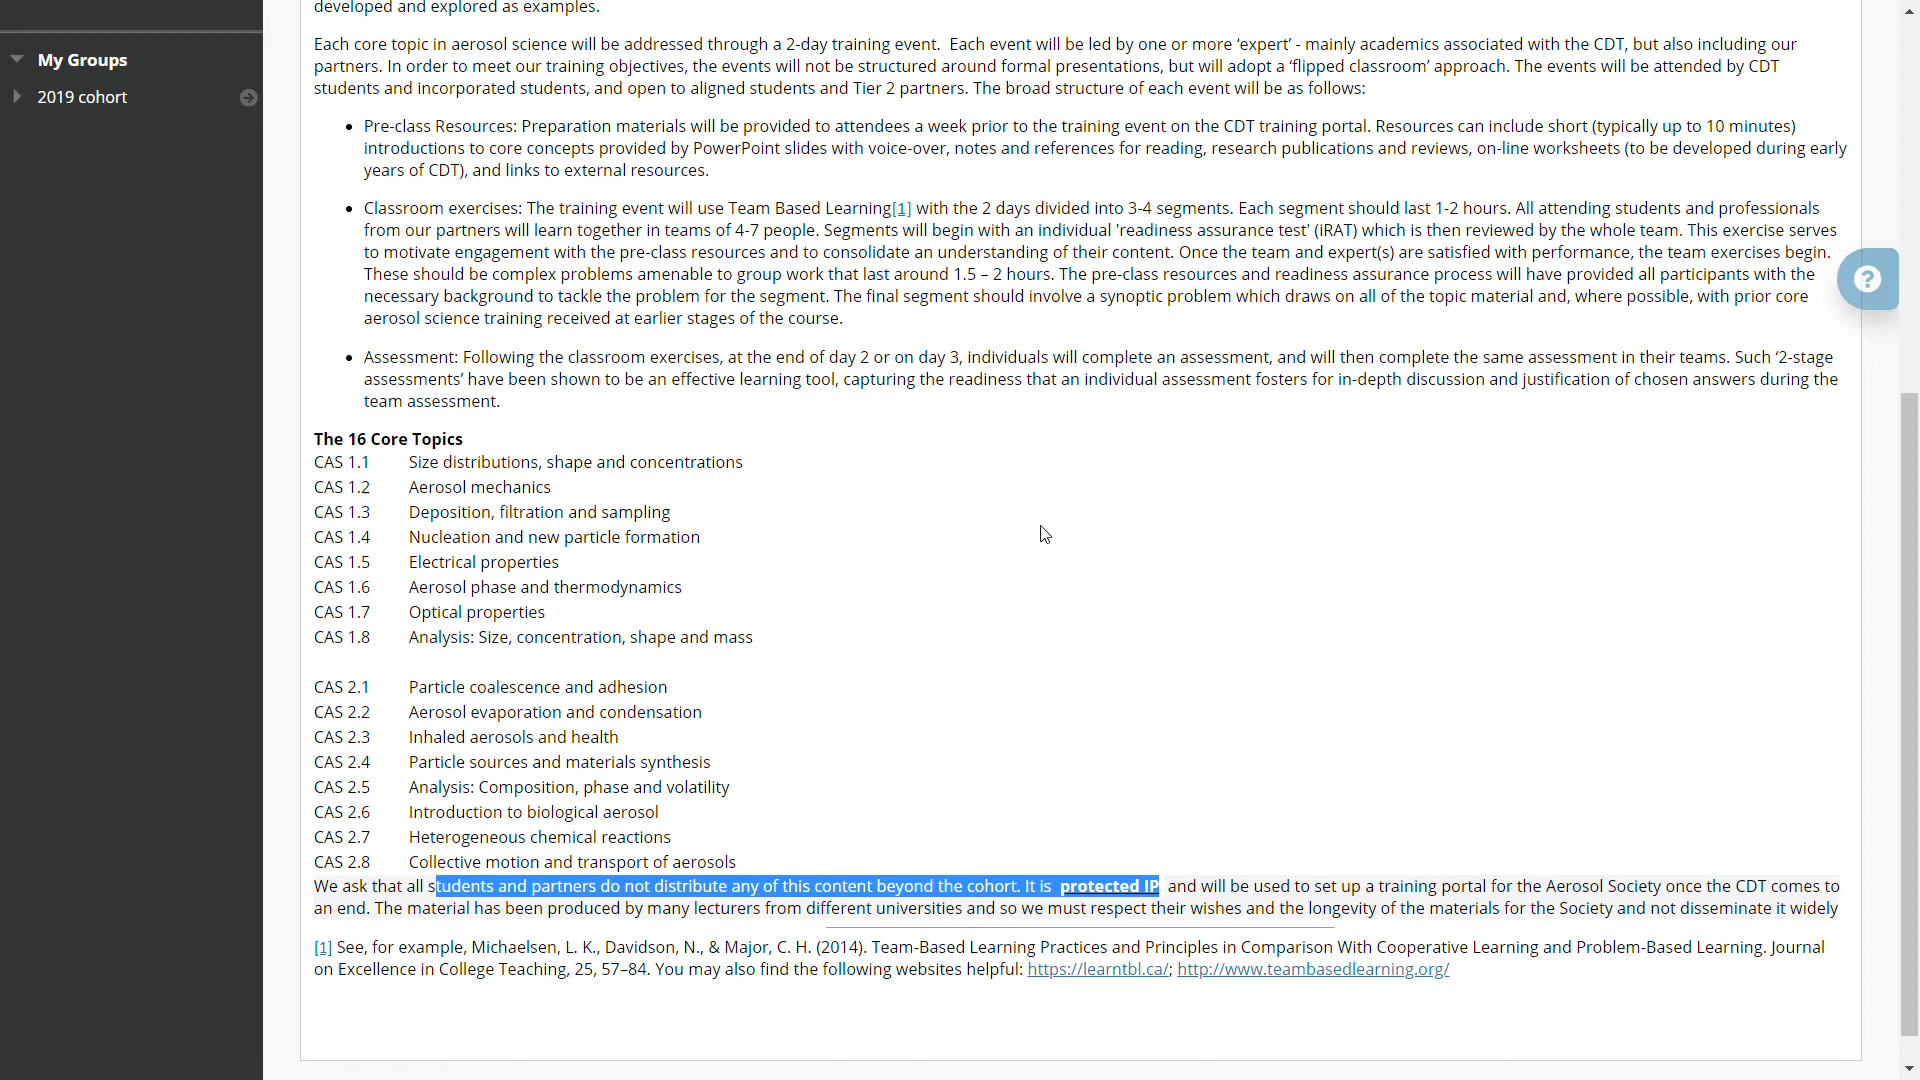 developed and explored as examples.
My Groups
2019 cohort
Each core topic in aerosol science will be addressed through a 2-day training event.  Each event will be led by one or more ‘expert’ - mainly academics associated with the CDT, but also including our
partners. In order to meet our training objectives, the events will not be structured around formal presentations, but will adopt a ‘flipped classroom’ approach. The events will be attended by CDT
students and incorporated students, and open to aligned students and Tier 2 partners. The broad structure of each event will be as follows:
• Pre-class Resources: Preparation materials will be provided to attendees a week prior to the training event on the CDT training portal. Resources can include short (typically up to 10 minutes)
introductions to core concepts provided by PowerPoint slides with voice-over, notes and references for reading, research publications and reviews, on-line worksheets (to be developed during early
years of CDT), and links to external resources.
• Classroom exercises: The training event will use Team Based Learning[1] with the 2 days divided into 3-4 segments. Each segment should last 1-2 hours. All attending students and professionals
from our partners will learn together in teams of 4-7 people. Segments will begin with an individual 'readiness assurance test' (iRAT) which is then reviewed by the whole team. This exercise serves
to motivate engagement with the pre-class resources and to consolidate an understanding of their content. Once the team and expert(s) are satisfied with performance, the team exercises begin.
These should be complex problems amenable to group work that last around 1.5 – 2 hours. The pre-class resources and readiness assurance process will have provided all participants with the
necessary background to tackle the problem for the segment. The final segment should involve a synoptic problem which draws on all of the topic material and, where possible, with prior core
aerosol science training received at earlier stages of the course.
• Assessment: Following the classroom exercises, at the end of day 2 or on day 3, individuals will complete an assessment, and will then complete the same assessment in their teams. Such ‘2-stage
assessments’ have been shown to be an effective learning tool, capturing the readiness that an individual assessment fosters for in-depth discussion and justification of chosen answers during the
team assessment.
The 16 Core Topics
CAS 1.1 Size distributions, shape and concentrations
CAS 1.2 Aerosol mechanics
CAS 1.3 Deposition, filtration and sampling
CAS 1.4 Nucleation and new particle formation
CAS 1.5 Electrical properties
CAS 1.6 Aerosol phase and thermodynamics
CAS 1.7 Optical properties
CAS 1.8 Analysis: Size, concentration, shape and mass
CAS 2.1 Particle coalescence and adhesion
CAS 2.2 Aerosol evaporation and condensation
CAS 2.3 Inhaled aerosols and health
CAS 2.4 Particle sources and materials synthesis
CAS 2.5 Analysis: Composition, phase and volatility
CAS 2.6 Introduction to biological aerosol
CAS 2.7 Heterogeneous chemical reactions
CAS 2.8 Collective motion and transport of aerosols
We ask that all students and partners do not distribute any of this content beyond the cohort. It is  protected IP  and will be used to set up a training portal for the Aerosol Society once the CDT comes to
an end. The material has been produced by many lecturers from different universities and so we must respect their wishes and the longevity of the materials for the Society and not disseminate it widely
[1] See, for example, Michaelsen, L. K., Davidson, N., & Major, C. H. (2014). Team-Based Learning Practices and Principles in Comparison With Cooperative Learning and Problem-Based Learning. Journal
on Excellence in College Teaching, 25, 57–84. You may also find the following websites helpful: https://learntbl.ca/; http://www.teambasedlearning.org/